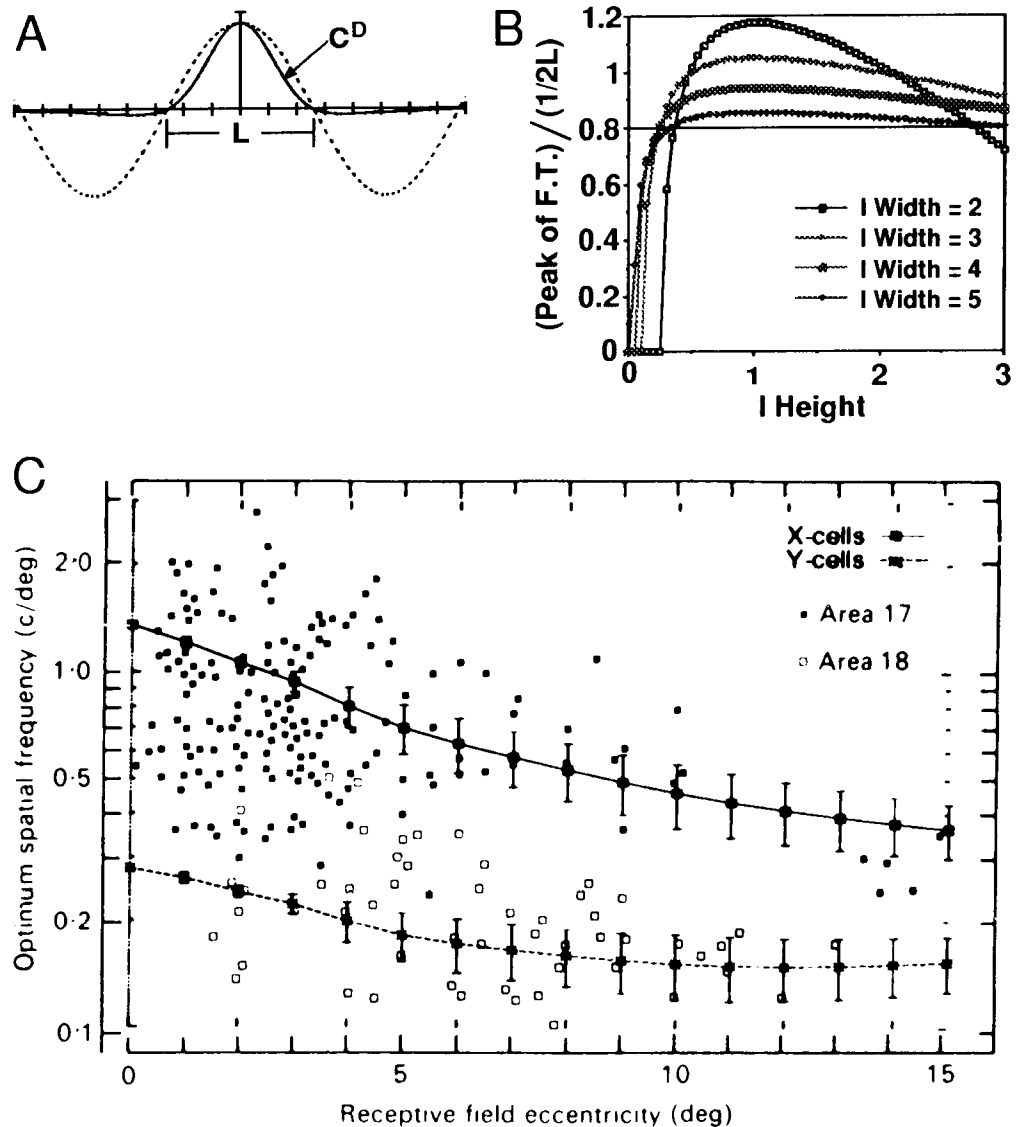 A
C^D
L
B
(Peak of F.T.) / (1/2L)
1.2
1
0.8
0.6
0.4
0.2
0
I Width = 2
I Width = 3
I Width = 4
I Width = 5
0
1
2
3
I Height
C
Optimum spatial frequency (c/deg)
2·0
1·0
0·5
0·2
0·1
X-cells
Y-cells
Area 17
Area 18
0
5
10
15
Receptive field eccentricity (deg)